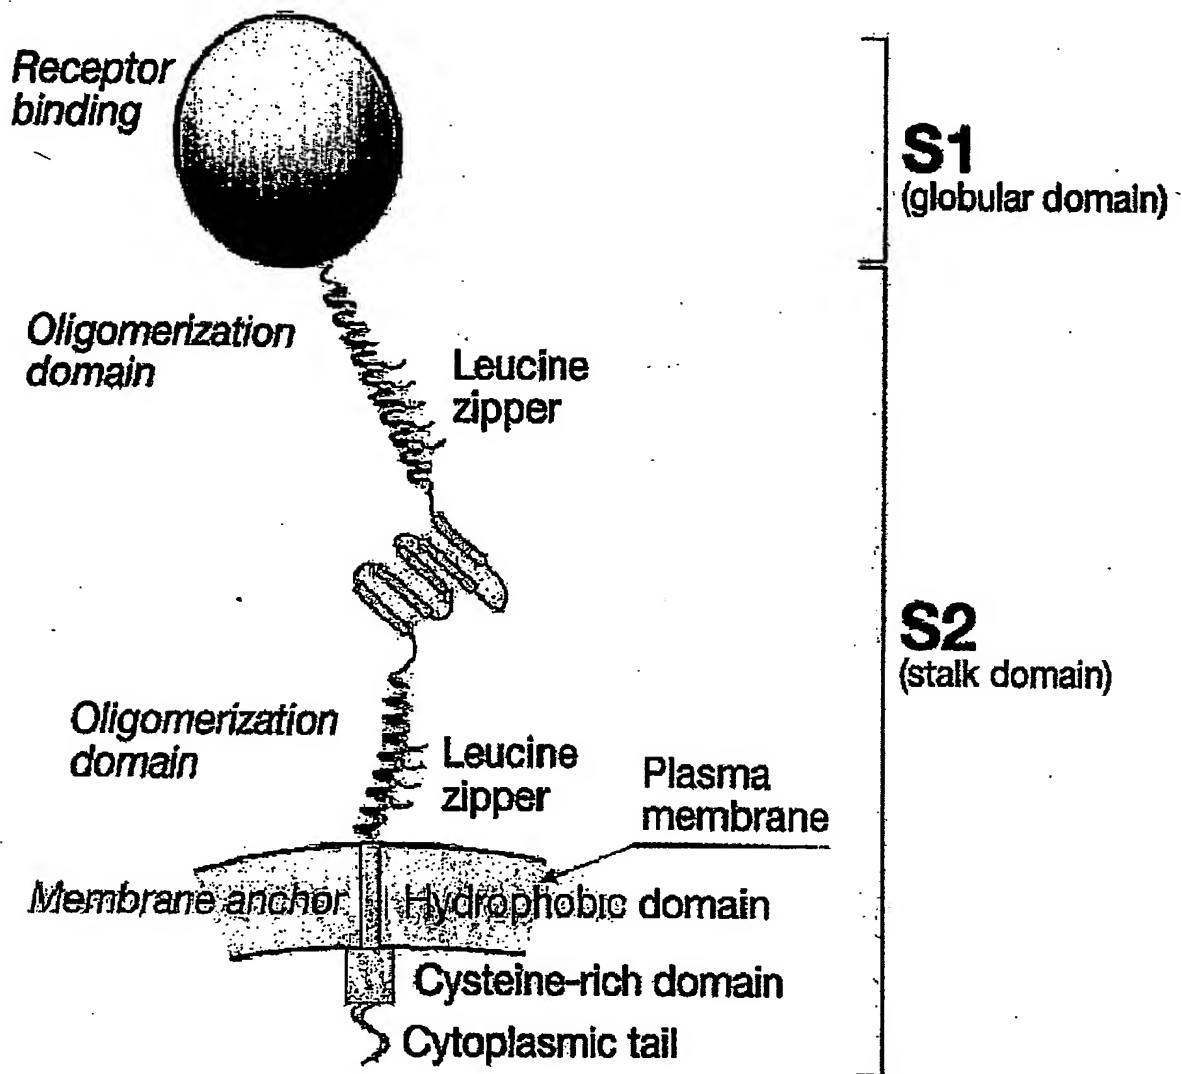 Receptor
binding
S1
(globular domain)
Oligomerization
domain
Leucine
zipper
S2
(stalk domain)
Oligomerization
domain
Leucine
zipper
Plasma
membrane
Membrane anchor
Hydrophobic domain
Cysteine-rich domain
Cytoplasmic tail